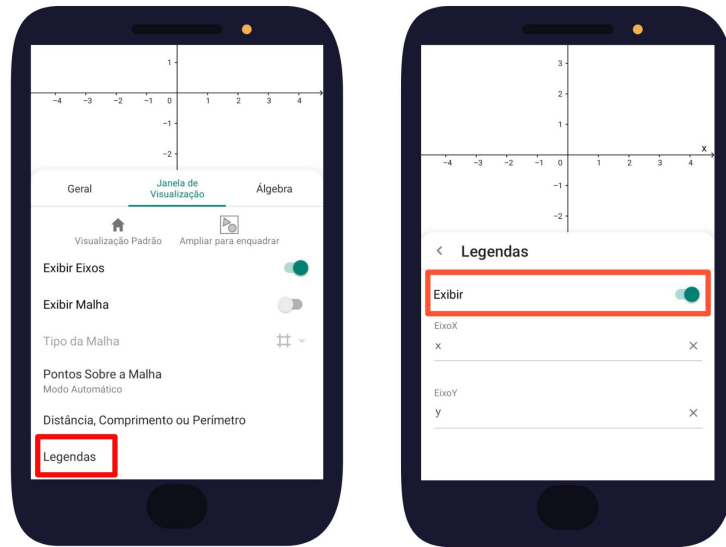 1
-4 -3 -2 -1 0 1 2 3 4
-1
-2
Geral
Janela de
Visualização
Álgebra
Visualização Padrão
Ampliar para enquadrar
Exibir Eixos
Exibir Malha
Tipo da Malha
Pontos Sobre a Malha
Modo Automático
Distância, Comprimento ou Perímetro
Legendas
3
2
1
x
-4 -3 -2 -1 0 1 2 3 4
-1
-2
Legendas
Exibir
EixoX
x
EixoY
y